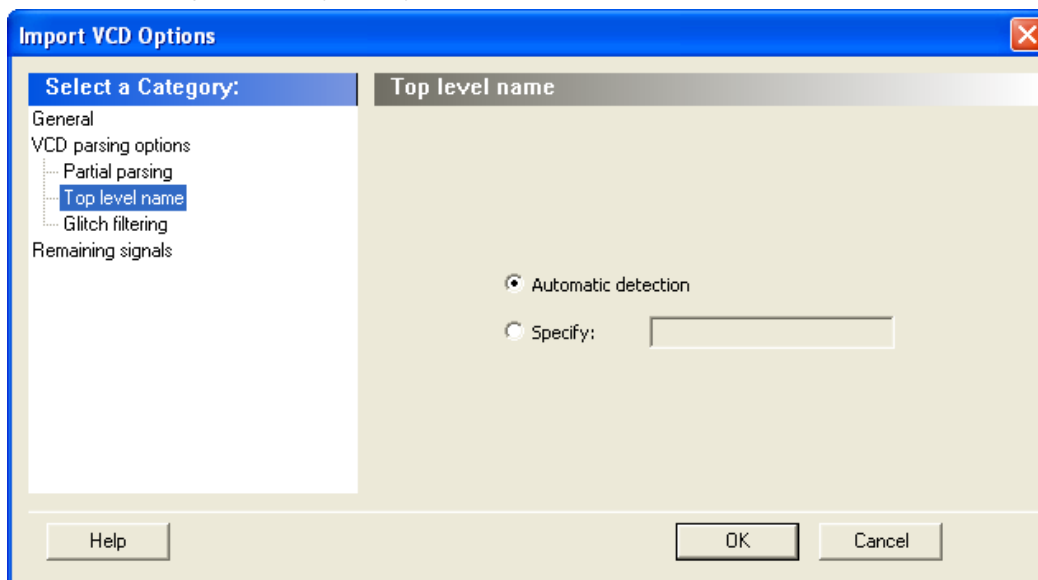 Import VCD Options
Select a Category:
General
VCD parsing options
Partial parsing
Top level name
Glitch filtering
Remaining signals
Top level name
Automatic detection
Specify:
Help
OK
Cancel